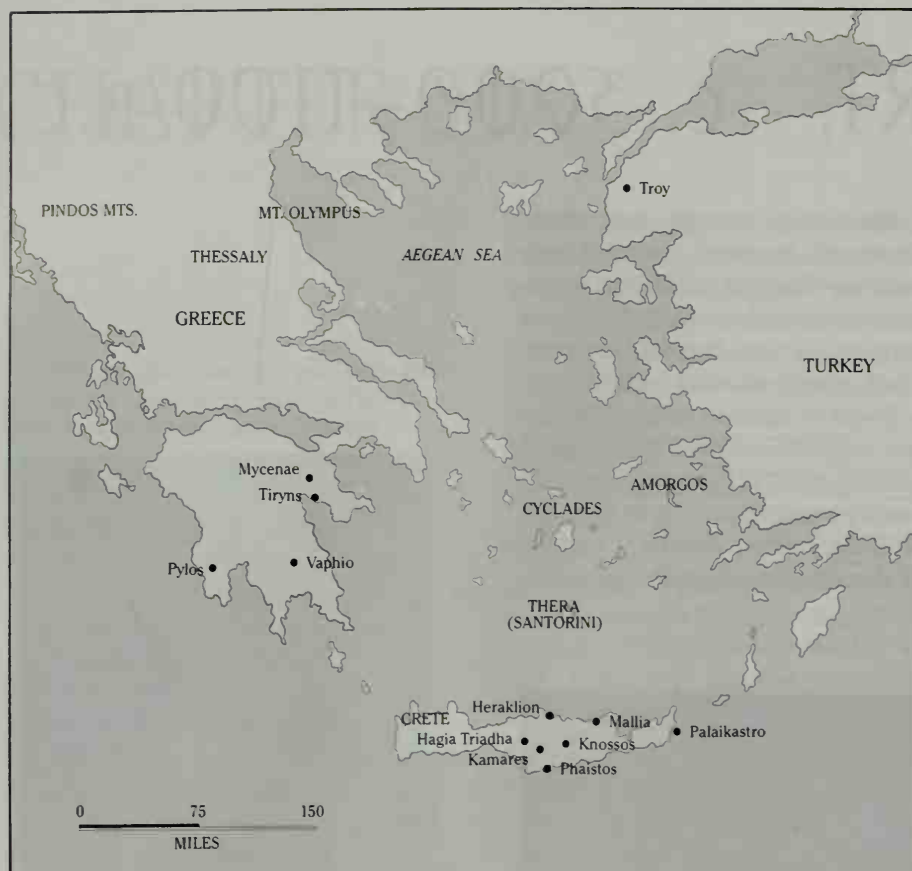 Troy
PINDOS MTS.
MT. OLYMPUS
THESSALY
AEGEAN SEA
GREECE
TURKEY
Mycenae
Tiryns
AMORGOS
CYCLADES
Pylos
Vaphio
THERA
(SANTORINI)
Heraklion
CRETE
Mallia
Palaikastro
Hagia Triadha
Knossos
Kamares
Phaistos
0 75 150
MILES